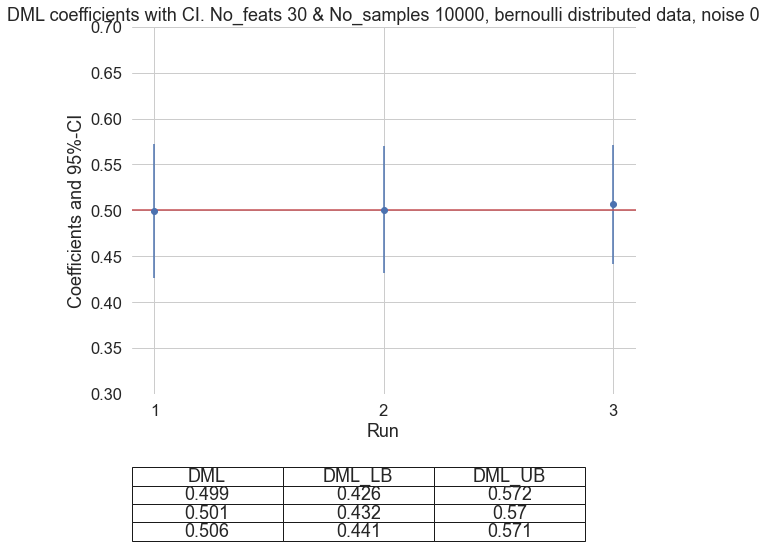 DML coefficients with CI. No_feats 30 & No_samples 10000, bernoulli distributed data, noise 0
0.70
0.65
0.60
0.55
0.50
0.45
0.40
0.35
0.30
Coefficients and 95%-CI
1 2 3
Run
DML DML_LB DML_UB
0.499 0.426 0.572
0.501 0.432 0.57
0.506 0.441 0.571